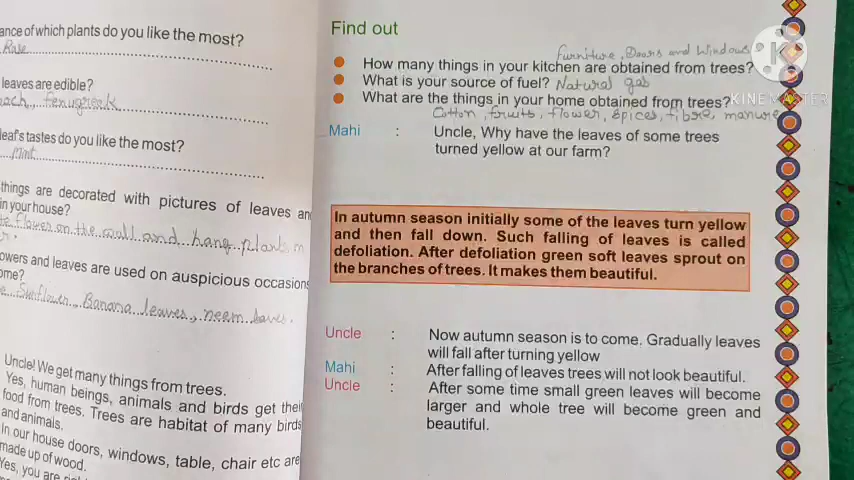 ance of which plants do you like the most?
Rose
leaves are edible?
ach, fenugreek
leaf's tastes do you like the most?
Mint
things are decorated with pictures of leaves an
in your house?
flowers on the wall and hang plants
owers and leaves are used on auspicious occasions
ome?
Sunflower, Banana leaves, neem leaves.
Uncle! We get many things from trees.
Yes, human beings, animals and birds get their
food from trees. Trees are habitat of many birds
and animals.
In our house doors, windows, table, chair etc are
made up of wood.
Yes, you are
Find out
Furniture, Doors and Windows
How many things in your kitchen are obtained from trees?
What is your source of fuel? Natural gas
What are the things in your home obtained from trees?
Cotton, fruits, flower, spices, fibre, manure
Mahi : Uncle, Why have the leaves of some trees
turned yellow at our farm?
In autumn season initially some of the leaves turn yellow
and then fall down. Such falling of leaves is called
defoliation. After defoliation green soft leaves sprout on
the branches of trees. It makes them beautiful.
Uncle : Now autumn season is to come. Gradually leaves
will fall after turning yellow
Mahi : After falling of leaves trees will not look beautiful.
Uncle : After some time small green leaves will become
larger and whole tree will become green and
beautiful.
KINEMASTER